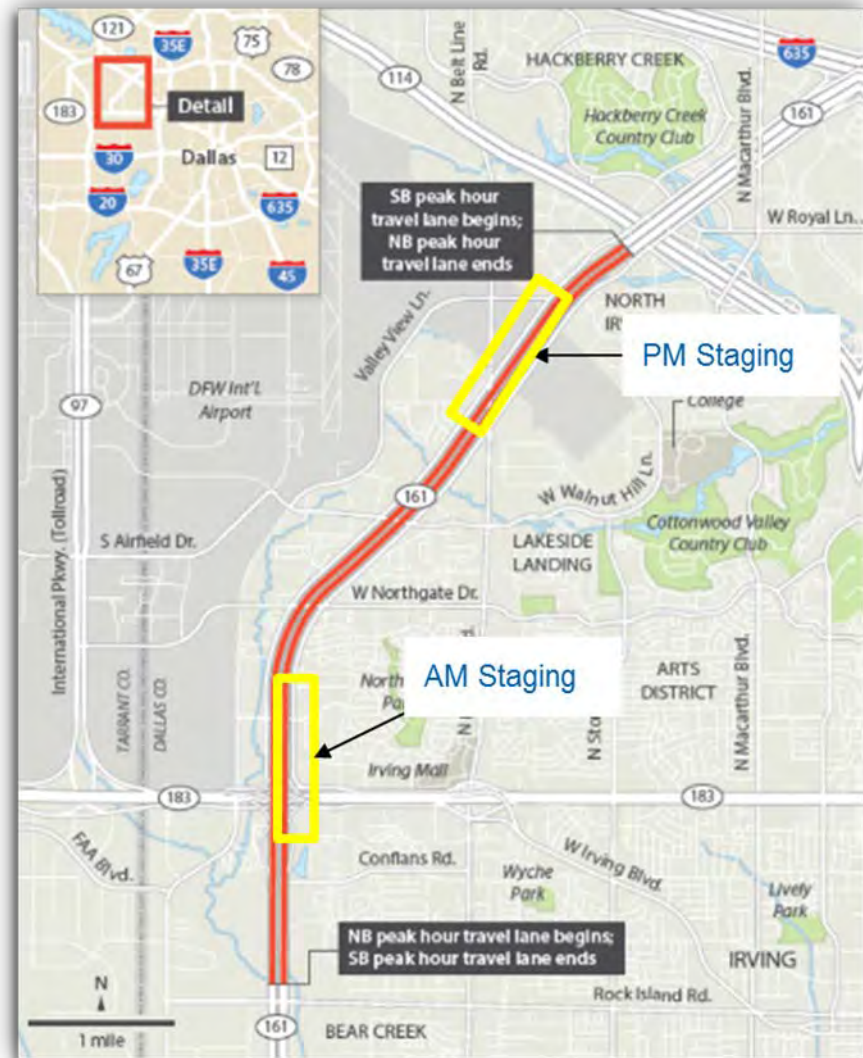 121
35E
75
78
183
Detail
30
Dallas
12
20
635
67
35E
45
635
114
N Belt Line
Rd.
HACKBERRY CREEK
Hackberry Creek
Country Club
161
N Macarthur Blvd.
W Royal Ln.
SB peak hour
travel lane begins;
NB peak hour
travel lane ends
Valley View Ln.
NORTH
PM Staging
DFW Int'l.
Airport
97
College
161
W Walnut Hill Ln.
Cottonwood Valley
Country Club
S Airfield Dr.
LAKESIDE
LANDING
W Northgate Dr.
International Pkwy. (Tollroad)
TARRANT CO.
DALLAS CO.
AM Staging
ARTS
DISTRICT
N Macarthur Blvd.
Irving Mall
183
183
FAA Blvd.
Conflans Rd.
W Irving Blvd.
Wyche
Park
Lively
Park
NB peak hour travel lane begins;
SB peak hour travel lane ends
IRVING
N
Rock Island Rd.
1 mile
161
BEAR CREEK